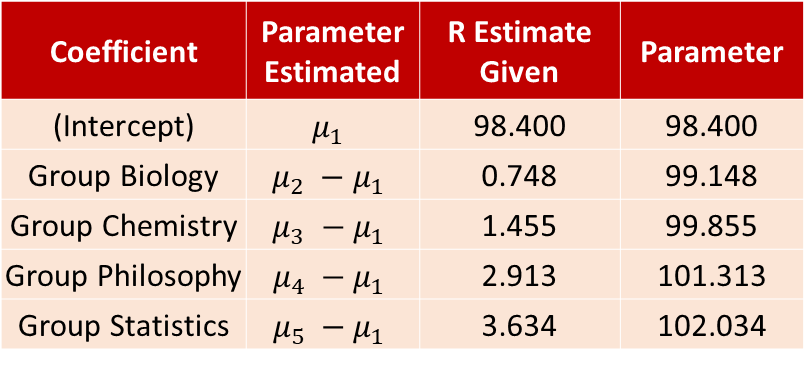 Coefficient Parameter Estimated R Estimate Given Parameter
(Intercept) μ₁ 98.400 98.400
Group Biology μ₂ − μ₁ 0.748 99.148
Group Chemistry μ₃ − μ₁ 1.455 99.855
Group Philosophy μ₄ − μ₁ 2.913 101.313
Group Statistics μ₅ − μ₁ 3.634 102.034